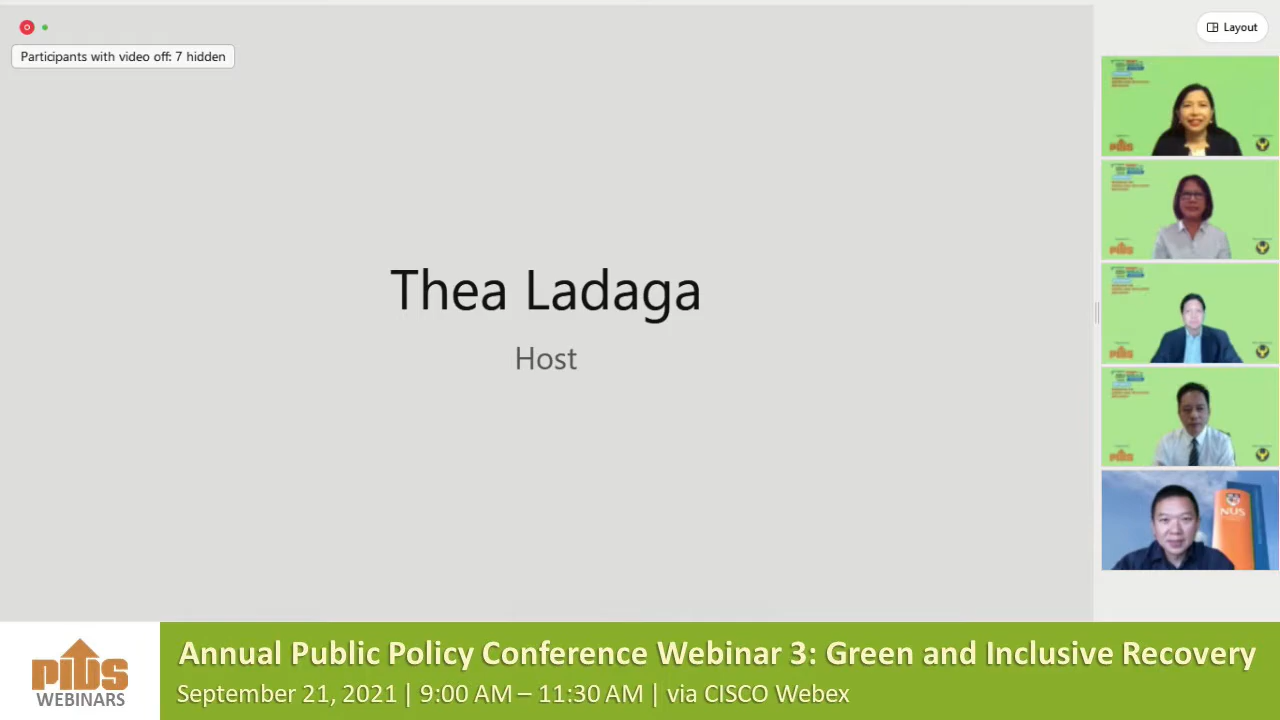 Participants with video off: 7 hidden
Layout
Thea Ladaga
Host
NUS
PIDS
WEBINARS
Annual Public Policy Conference Webinar 3: Green and Inclusive Recovery
September 21, 2021 | 9:00 AM – 11:30 AM | via CISCO Webex